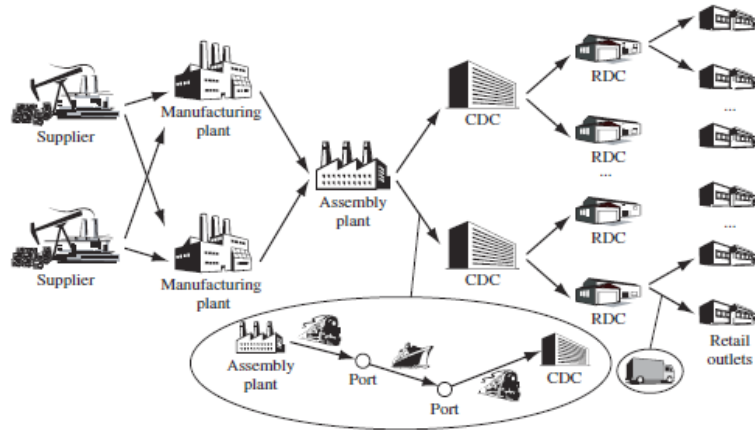 Supplier
Manufacturing
plant
Supplier
Manufacturing
plant
Assembly
plant
CDC
CDC
RDC
RDC
...
...
RDC
RDC
...
...
Retail
outlets
Assembly
plant
Port
Port
CDC